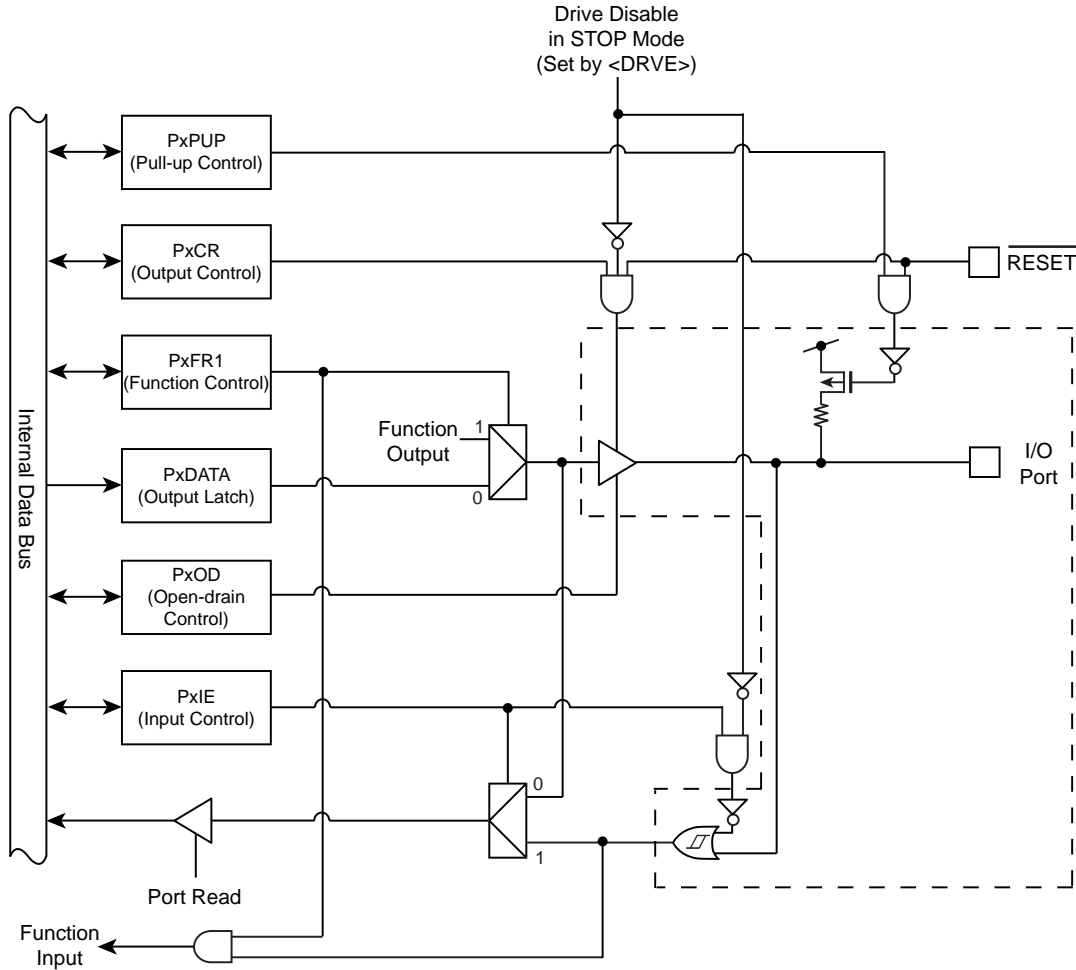 Drive Disable
in STOP Mode
(Set by <DRVE>)
PxPUP
(Pull-up Control)
PxCR
(Output Control)
RESET
PxFR1
(Function Control)
Function
Output
1
0
I/O
Port
PxDATA
(Output Latch)
Internal Data Bus
PxOD
(Open-drain
Control)
PxIE
(Input Control)
0
1
Port Read
Function
Input